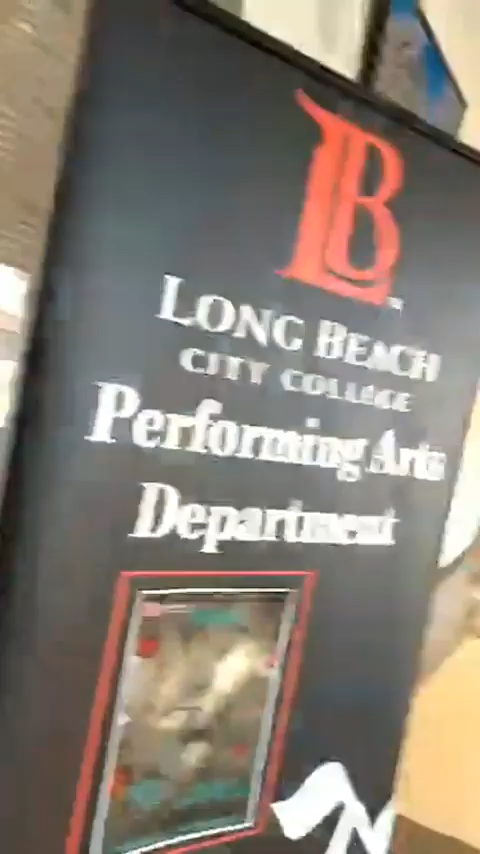 LB
LONG BEACH
CITY COLLEGE
Performing Arts
Department